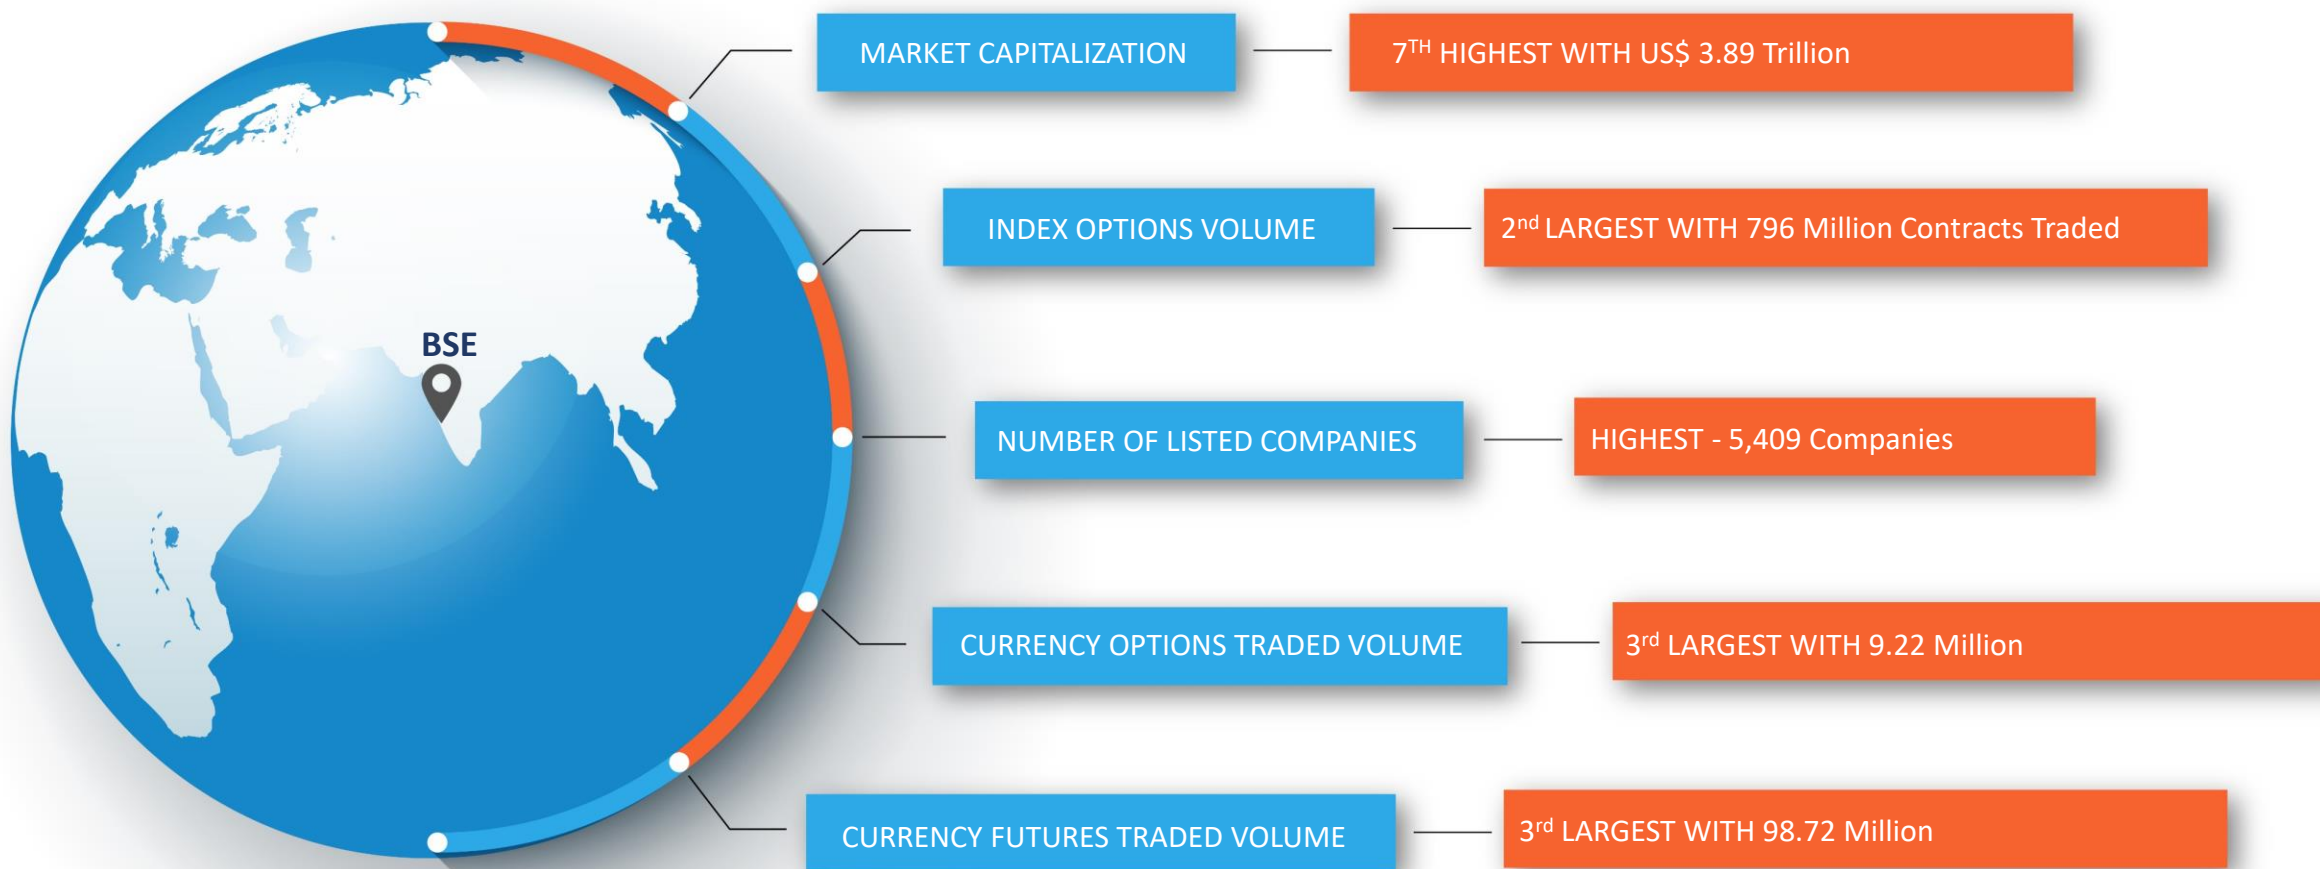 MARKET CAPITALIZATION
7TH HIGHEST WITH US$ 3.89 Trillion
INDEX OPTIONS VOLUME
2nd LARGEST WITH 796 Million Contracts Traded
BSE
NUMBER OF LISTED COMPANIES
HIGHEST - 5,409 Companies
CURRENCY OPTIONS TRADED VOLUME
3rd LARGEST WITH 9.22 Million
CURRENCY FUTURES TRADED VOLUME
3rd LARGEST WITH 98.72 Million